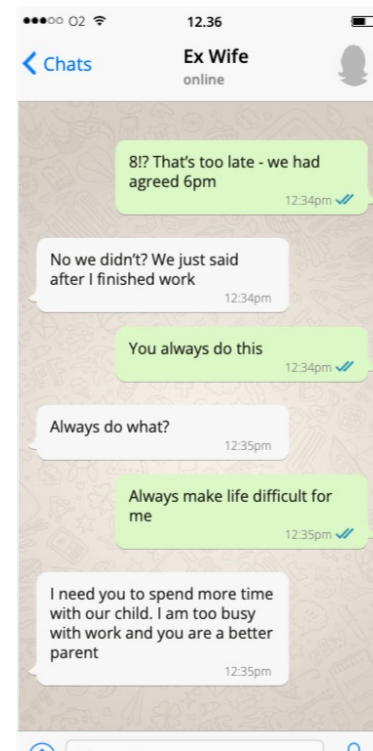 O2 12.36
Chats
Ex Wife
online
8!? That's too late - we had
agreed 6pm
12:34pm
No we didn't? We just said
after I finished work
12:34pm
You always do this
12:34pm
Always do what?
12:35pm
Always make life difficult for
me
12:35pm
I need you to spend more time
with our child. I am too busy
with work and you are a better
parent
12:35pm